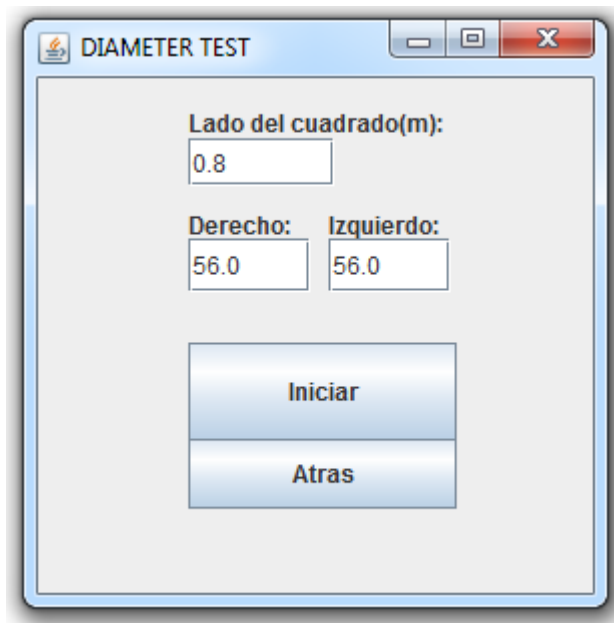 DIAMETER TEST
Lado del cuadrado(m):
0.8
Derecho: Izquierdo:
56.0 56.0
Iniciar
Atras